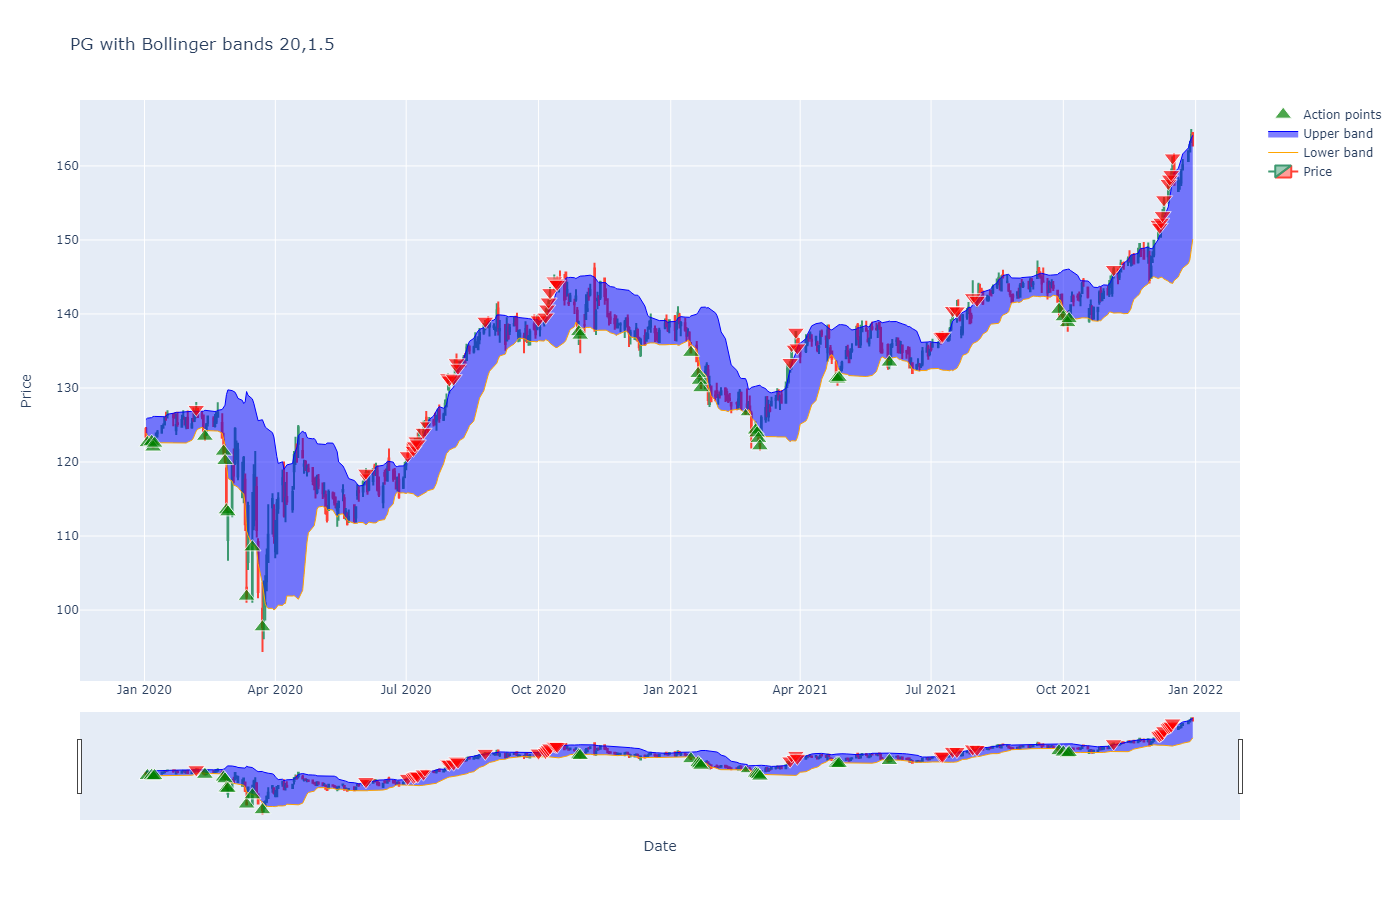 PG with Bollinger bands 20,1.5
Action points
Upper band
Lower band
Price
Price
160
150
140
130
120
110
100
Jan 2020
Apr 2020
Jul 2020
Oct 2020
Jan 2021
Apr 2021
Jul 2021
Oct 2021
Jan 2022
Date